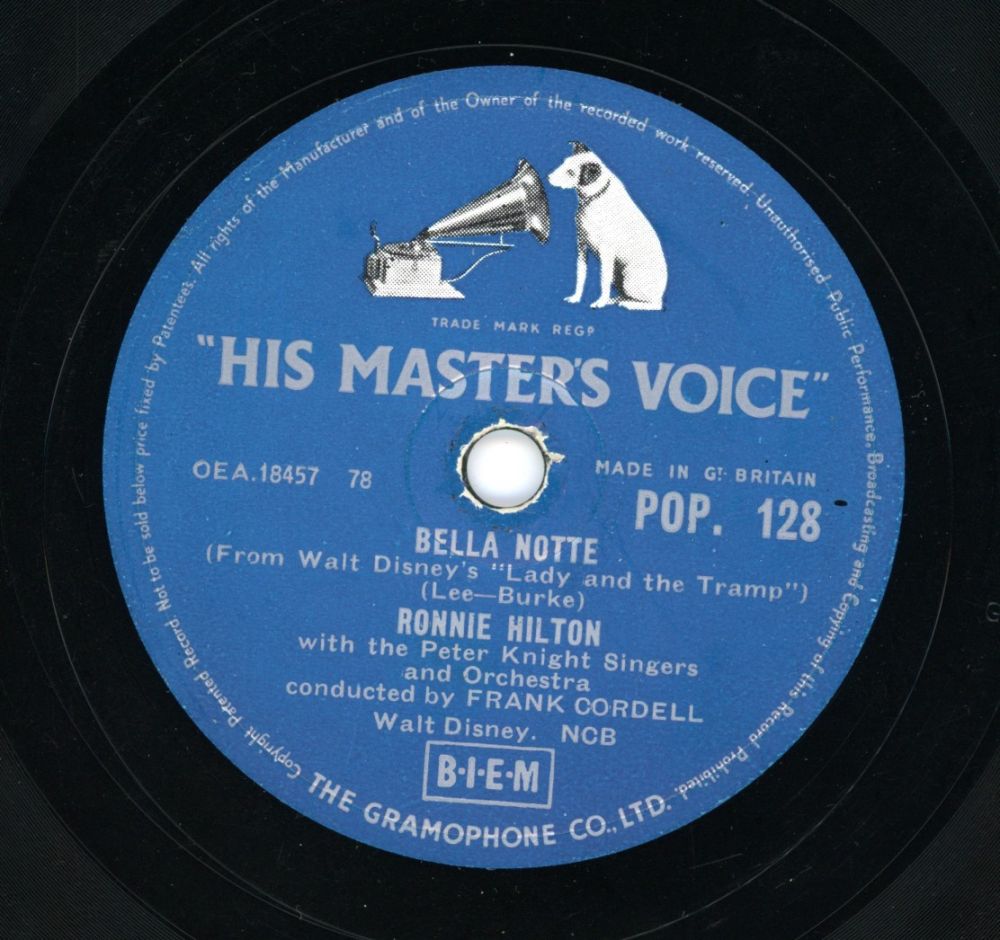 TRADE MARK REGD
"HIS MASTER'S VOICE"
OEA.18457 78
MADE IN GT. BRITAIN
POP. 128
BELLA NOTTE
(From Walt Disney's "Lady and the Tramp")
(Lee—Burke)
RONNIE HILTON
with the Peter Knight Singers
and Orchestra
conducted by FRANK CORDELL
Walt Disney. NCB
B·I·E·M
THE GRAMOPHONE CO., LTD.
Copyright Patented Record Not to be sold below price fixed by Patentees. All rights of the Manufacturer and of the Owner of the recorded work reserved. Unauthorised Public Performance, Broadcasting and Copying of this Record Prohibited.